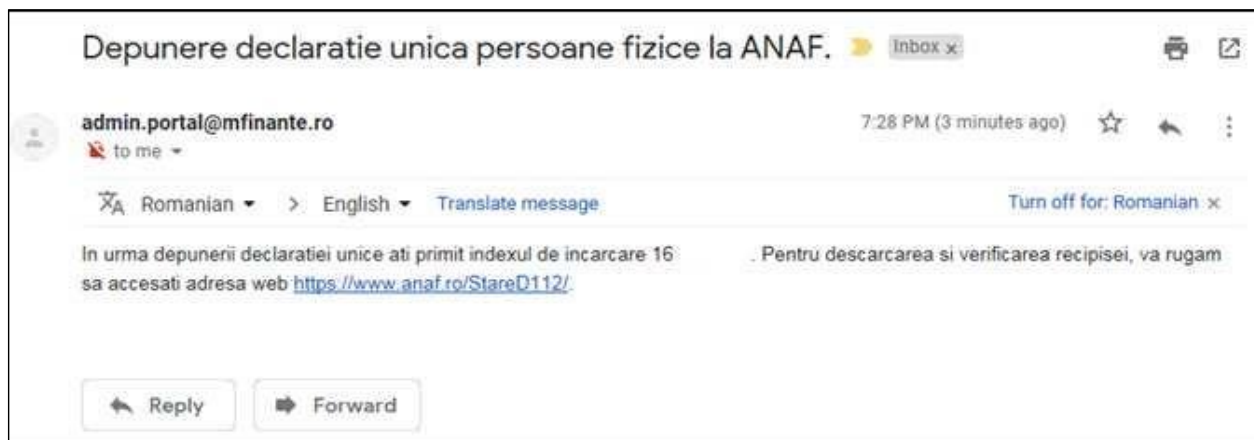 Depunere declaratie unica persoane fizice la ANAF. Inbox x
admin.portal@mfinante.ro 7:28 PM (3 minutes ago)
to me
Romanian > English Translate message Turn off for: Romanian x
In urma depunerii declaratiei unice ati primit indexul de incarcare 16 . Pentru descarcarea si verificarea recipisei, va rugam
sa accesati adresa web https://www.anaf.ro/StareD112/.
Reply Forward